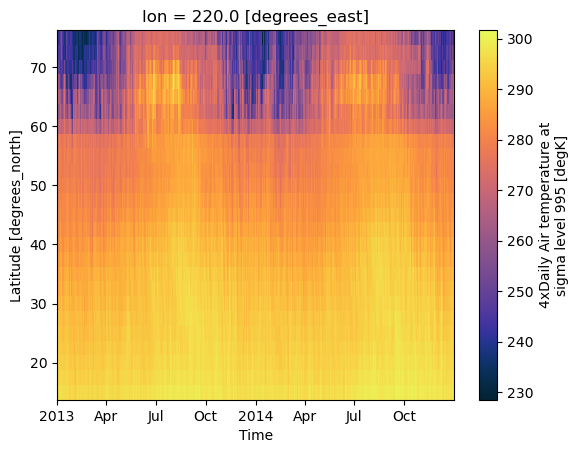 lon = 220.0 [degrees_east]
70
60
50
40
30
20
Latitude [degrees_north]
2013
Apr
Jul
Oct
2014
Apr
Jul
Oct
Time
300
290
280
270
260
250
240
230
4xDaily Air temperature at
sigma level 995 [degK]